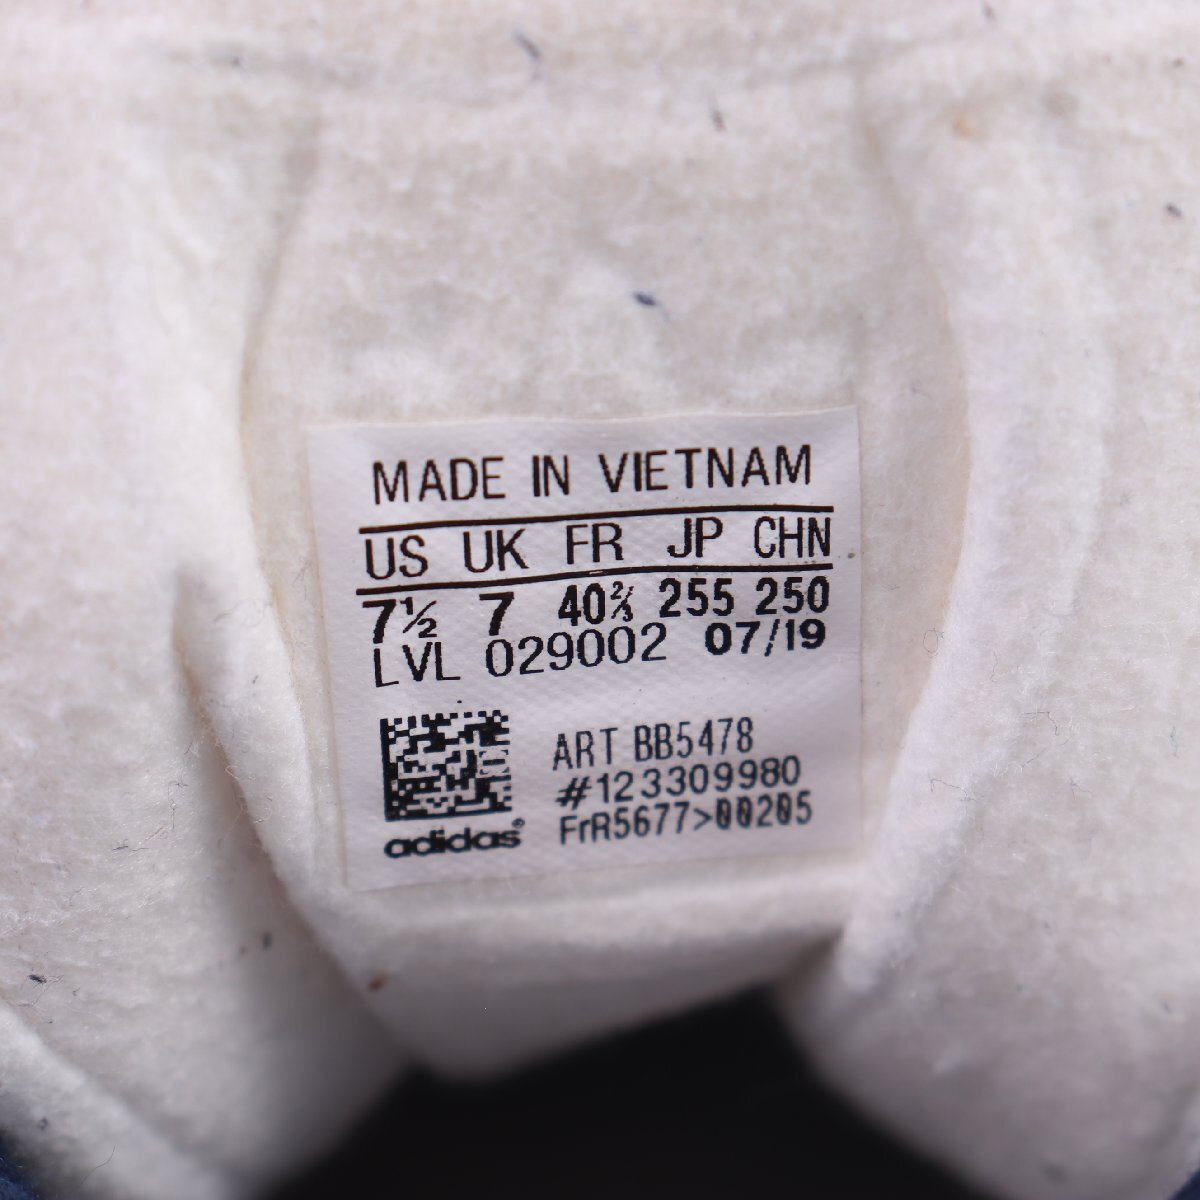 MADE IN VIETNAM
US UK FR JP CHN
7½ 7 40⅔ 255 250
LVL 029002 07/19
ART BB5478
#123309980
FrR5677>00205
adidas®